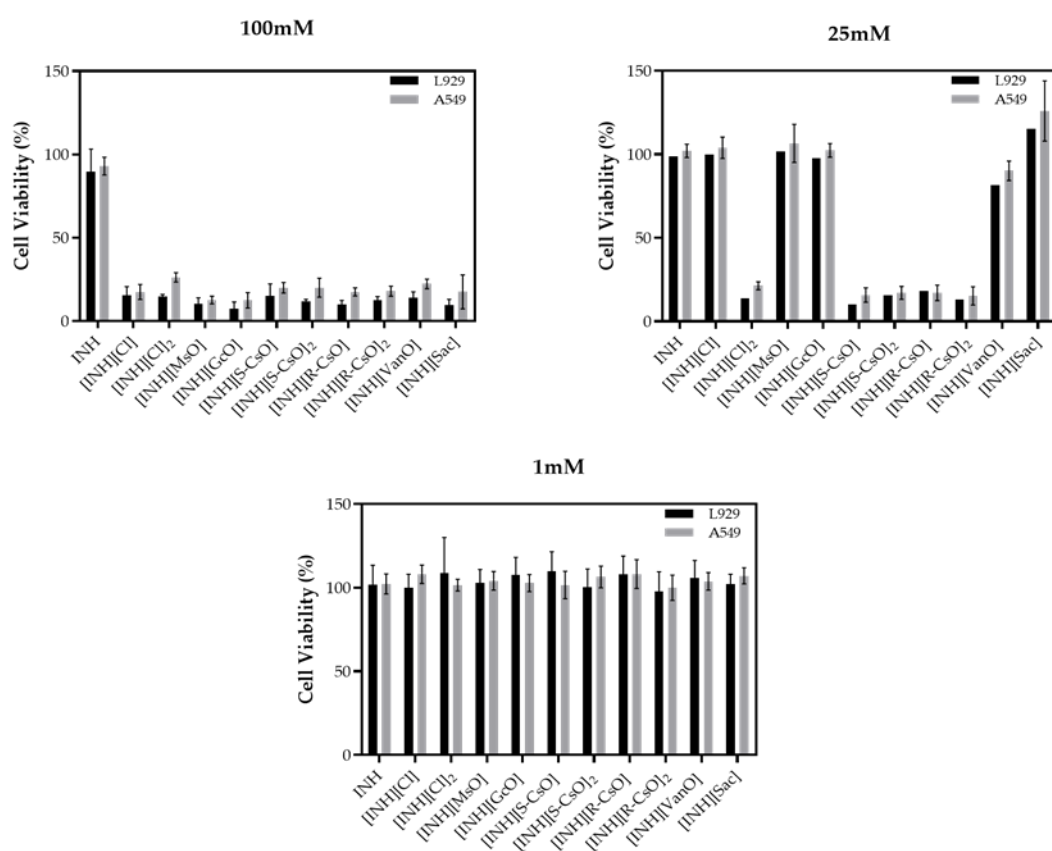 100mM
150
100
50
0
Cell Viability (%)
L929
A549
INH
[INH][Cl]
[INH][Cl]₂
[INH][MsO]
[INH][GcO]
[INH][S-CsO]
[INH][S-CsO]₂
[INH][R-CsO]
[INH][R-CsO]₂
[INH][VanO]
[INH][Sac]
25mM
150
100
50
0
Cell Viability (%)
L929
A549
INH
[INH][Cl]
[INH][Cl]₂
[INH][MsO]
[INH][GcO]
[INH][S-CsO]
[INH][S-CsO]₂
[INH][R-CsO]
[INH][R-CsO]₂
[INH][VanO]
[INH][Sac]
1mM
150
100
50
0
Cell Viability (%)
L929
A549
INH
[INH][Cl]
[INH][Cl]₂
[INH][MsO]
[INH][GcO]
[INH][S-CsO]
[INH][S-CsO]₂
[INH][R-CsO]
[INH][R-CsO]₂
[INH][VanO]
[INH][Sac]